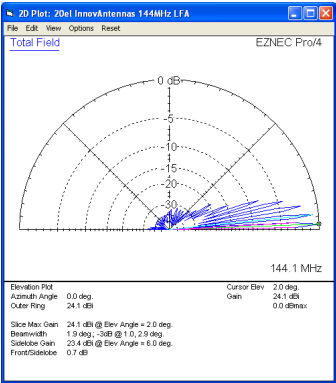 2D Plot: 20el InnovAntennas 144MHz LFA
File Edit View Options Reset
Total Field
EZNEC Pro/4
0 dB
-5
-10
-15
-20
-30
144.1 MHz
Elevation Plot
Azimuth Angle 0.0 deg.
Outer Ring 24.1 dBi
Cursor Elev 2.0 deg.
Gain 24.1 dBi
0.0 dBmax
Slice Max Gain 24.1 dBi @ Elev Angle = 2.0 deg.
Beamwidth 1.9 deg.; -3dB @ 1.0, 2.9 deg.
Sidelobe Gain 23.4 dBi @ Elev Angle = 6.0 deg.
Front/Sidelobe 0.7 dB